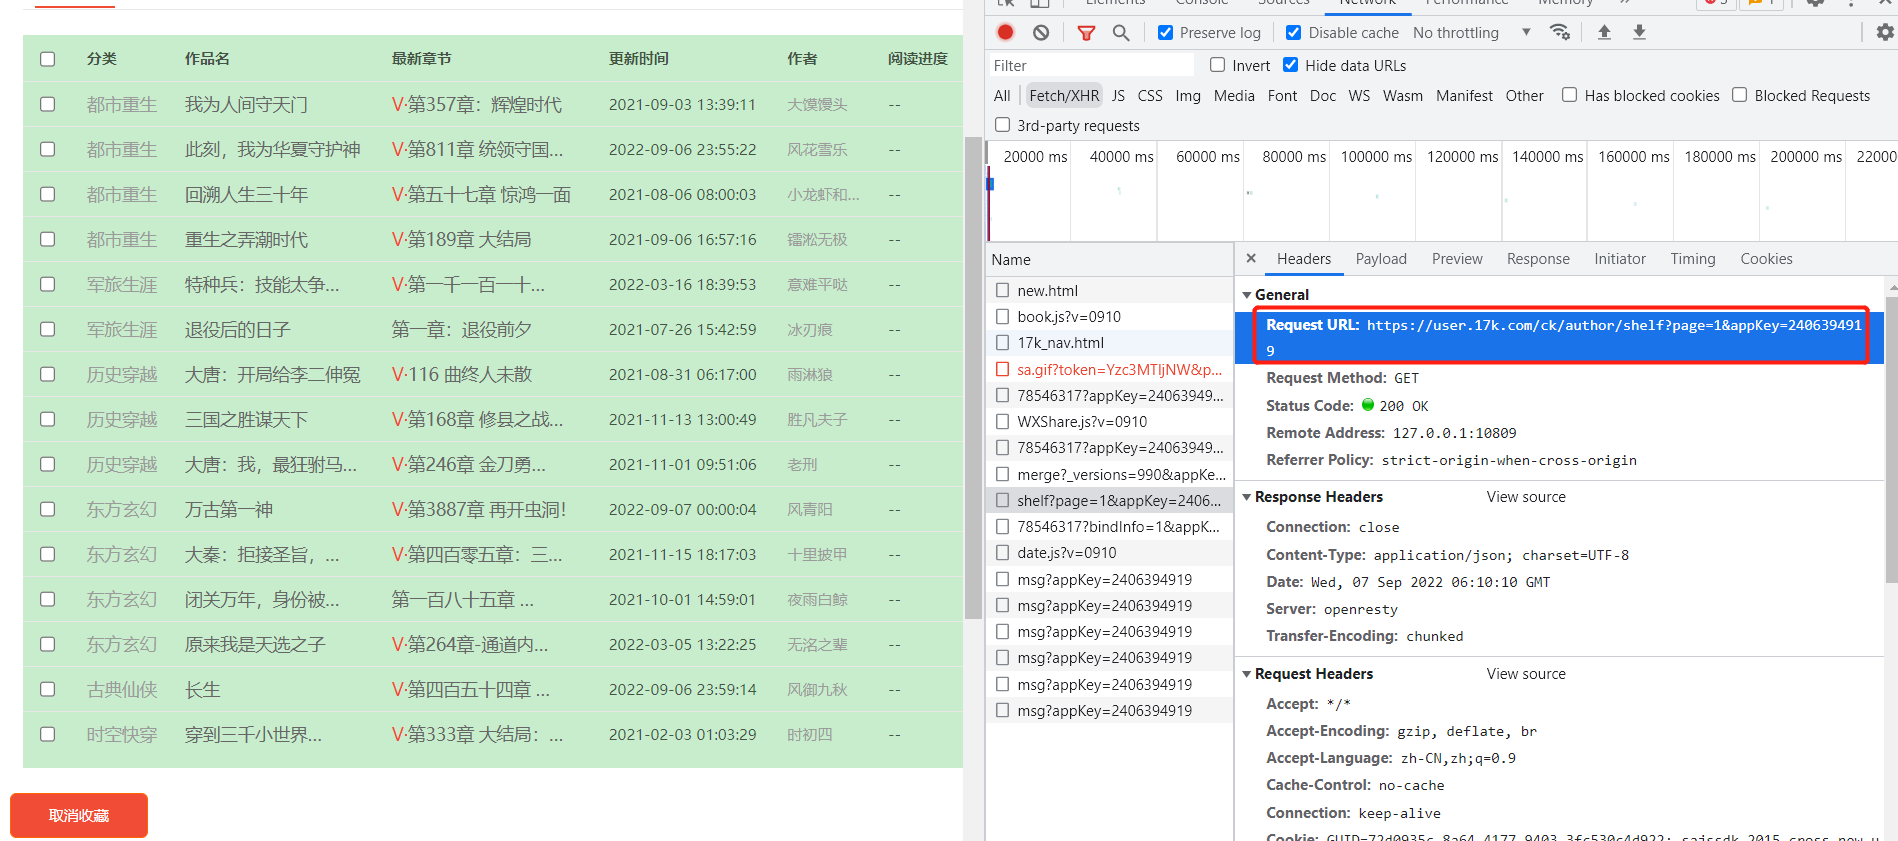 Elements Console Sources Network Performance Memory
Preserve log Disable cache No throttling
Filter Invert Hide data URLs
All Fetch/XHR JS CSS Img Media Font Doc WS Wasm Manifest Other Has blocked cookies Blocked Requests
3rd-party requests
20000 ms 40000 ms 60000 ms 80000 ms 100000 ms 120000 ms 140000 ms 160000 ms 180000 ms 200000 ms 22000
分类 作品名 最新章节 更新时间 作者 阅读进度
都市重生 我为人间守天门 V·第357章：辉煌时代 2021-09-03 13:39:11 大馍馒头 --
都市重生 此刻，我为华夏守护神 V·第811章 统领守国... 2022-09-06 23:55:22 风花雪乐 --
都市重生 回溯人生三十年 V·第五十七章 惊鸿一面 2021-08-06 08:00:03 小龙虾和... --
都市重生 重生之弄潮时代 V·第189章 大结局 2021-09-06 16:57:16 镭淞无极 --
军旅生涯 特种兵：技能太争... V·第一千一百一十... 2022-03-16 18:39:53 意难平哒 --
军旅生涯 退役后的日子 第一章：退役前夕 2021-07-26 15:42:59 冰刃痕 --
历史穿越 大唐：开局给李二伸冤 V·116 曲终人未散 2021-08-31 06:17:00 雨淋狼 --
历史穿越 三国之胜谋天下 V·第168章 修县之战... 2021-11-13 13:00:49 胜凡夫子 --
历史穿越 大唐：我，最狂驸马... V·第246章 金刀勇... 2021-11-01 09:51:06 老刑 --
东方玄幻 万古第一神 V·第3887章 再开虫洞！ 2022-09-07 00:00:04 风青阳 --
东方玄幻 大秦：拒接圣旨，... V·第四百零五章：三... 2021-11-15 18:17:03 十里披甲 --
东方玄幻 闭关万年，身份被... 第一百八十五章 ... 2021-10-01 14:59:01 夜雨白鲸 --
东方玄幻 原来我是天选之子 V·第264章-通道内... 2022-03-05 13:22:25 无洺之辈 --
古典仙侠 长生 V·第四百五十四章 ... 2022-09-06 23:59:14 风御九秋 --
时空快穿 穿到三千小世界... V·第333章 大结局：... 2021-02-03 01:03:29 时初四 --
取消收藏
Name
new.html
book.js?v=0910
17k_nav.html
sa.gif?token=Yzc3MTIjNW&p...
78546317?appKey=24063949...
WXShare.js?v=0910
78546317?appKey=24063949...
merge?_versions=990&appKe...
shelf?page=1&appKey=2406...
78546317?bindInfo=1&appK...
date.js?v=0910
msg?appKey=2406394919
msg?appKey=2406394919
msg?appKey=2406394919
msg?appKey=2406394919
msg?appKey=2406394919
msg?appKey=2406394919
× Headers Payload Preview Response Initiator Timing Cookies
General
Request URL: https://user.17k.com/ck/author/shelf?page=1&appKey=240639491
9
Request Method: GET
Status Code: 200 OK
Remote Address: 127.0.0.1:10809
Referrer Policy: strict-origin-when-cross-origin
Response Headers View source
Connection: close
Content-Type: application/json; charset=UTF-8
Date: Wed, 07 Sep 2022 06:10:10 GMT
Server: openresty
Transfer-Encoding: chunked
Request Headers View source
Accept: */*
Accept-Encoding: gzip, deflate, br
Accept-Language: zh-CN,zh;q=0.9
Cache-Control: no-cache
Connection: keep-alive
Cookie: GUID=72d0935c-8a64-4177-9403-3fc530c4d922; sajssdk_2015_cross_new_u